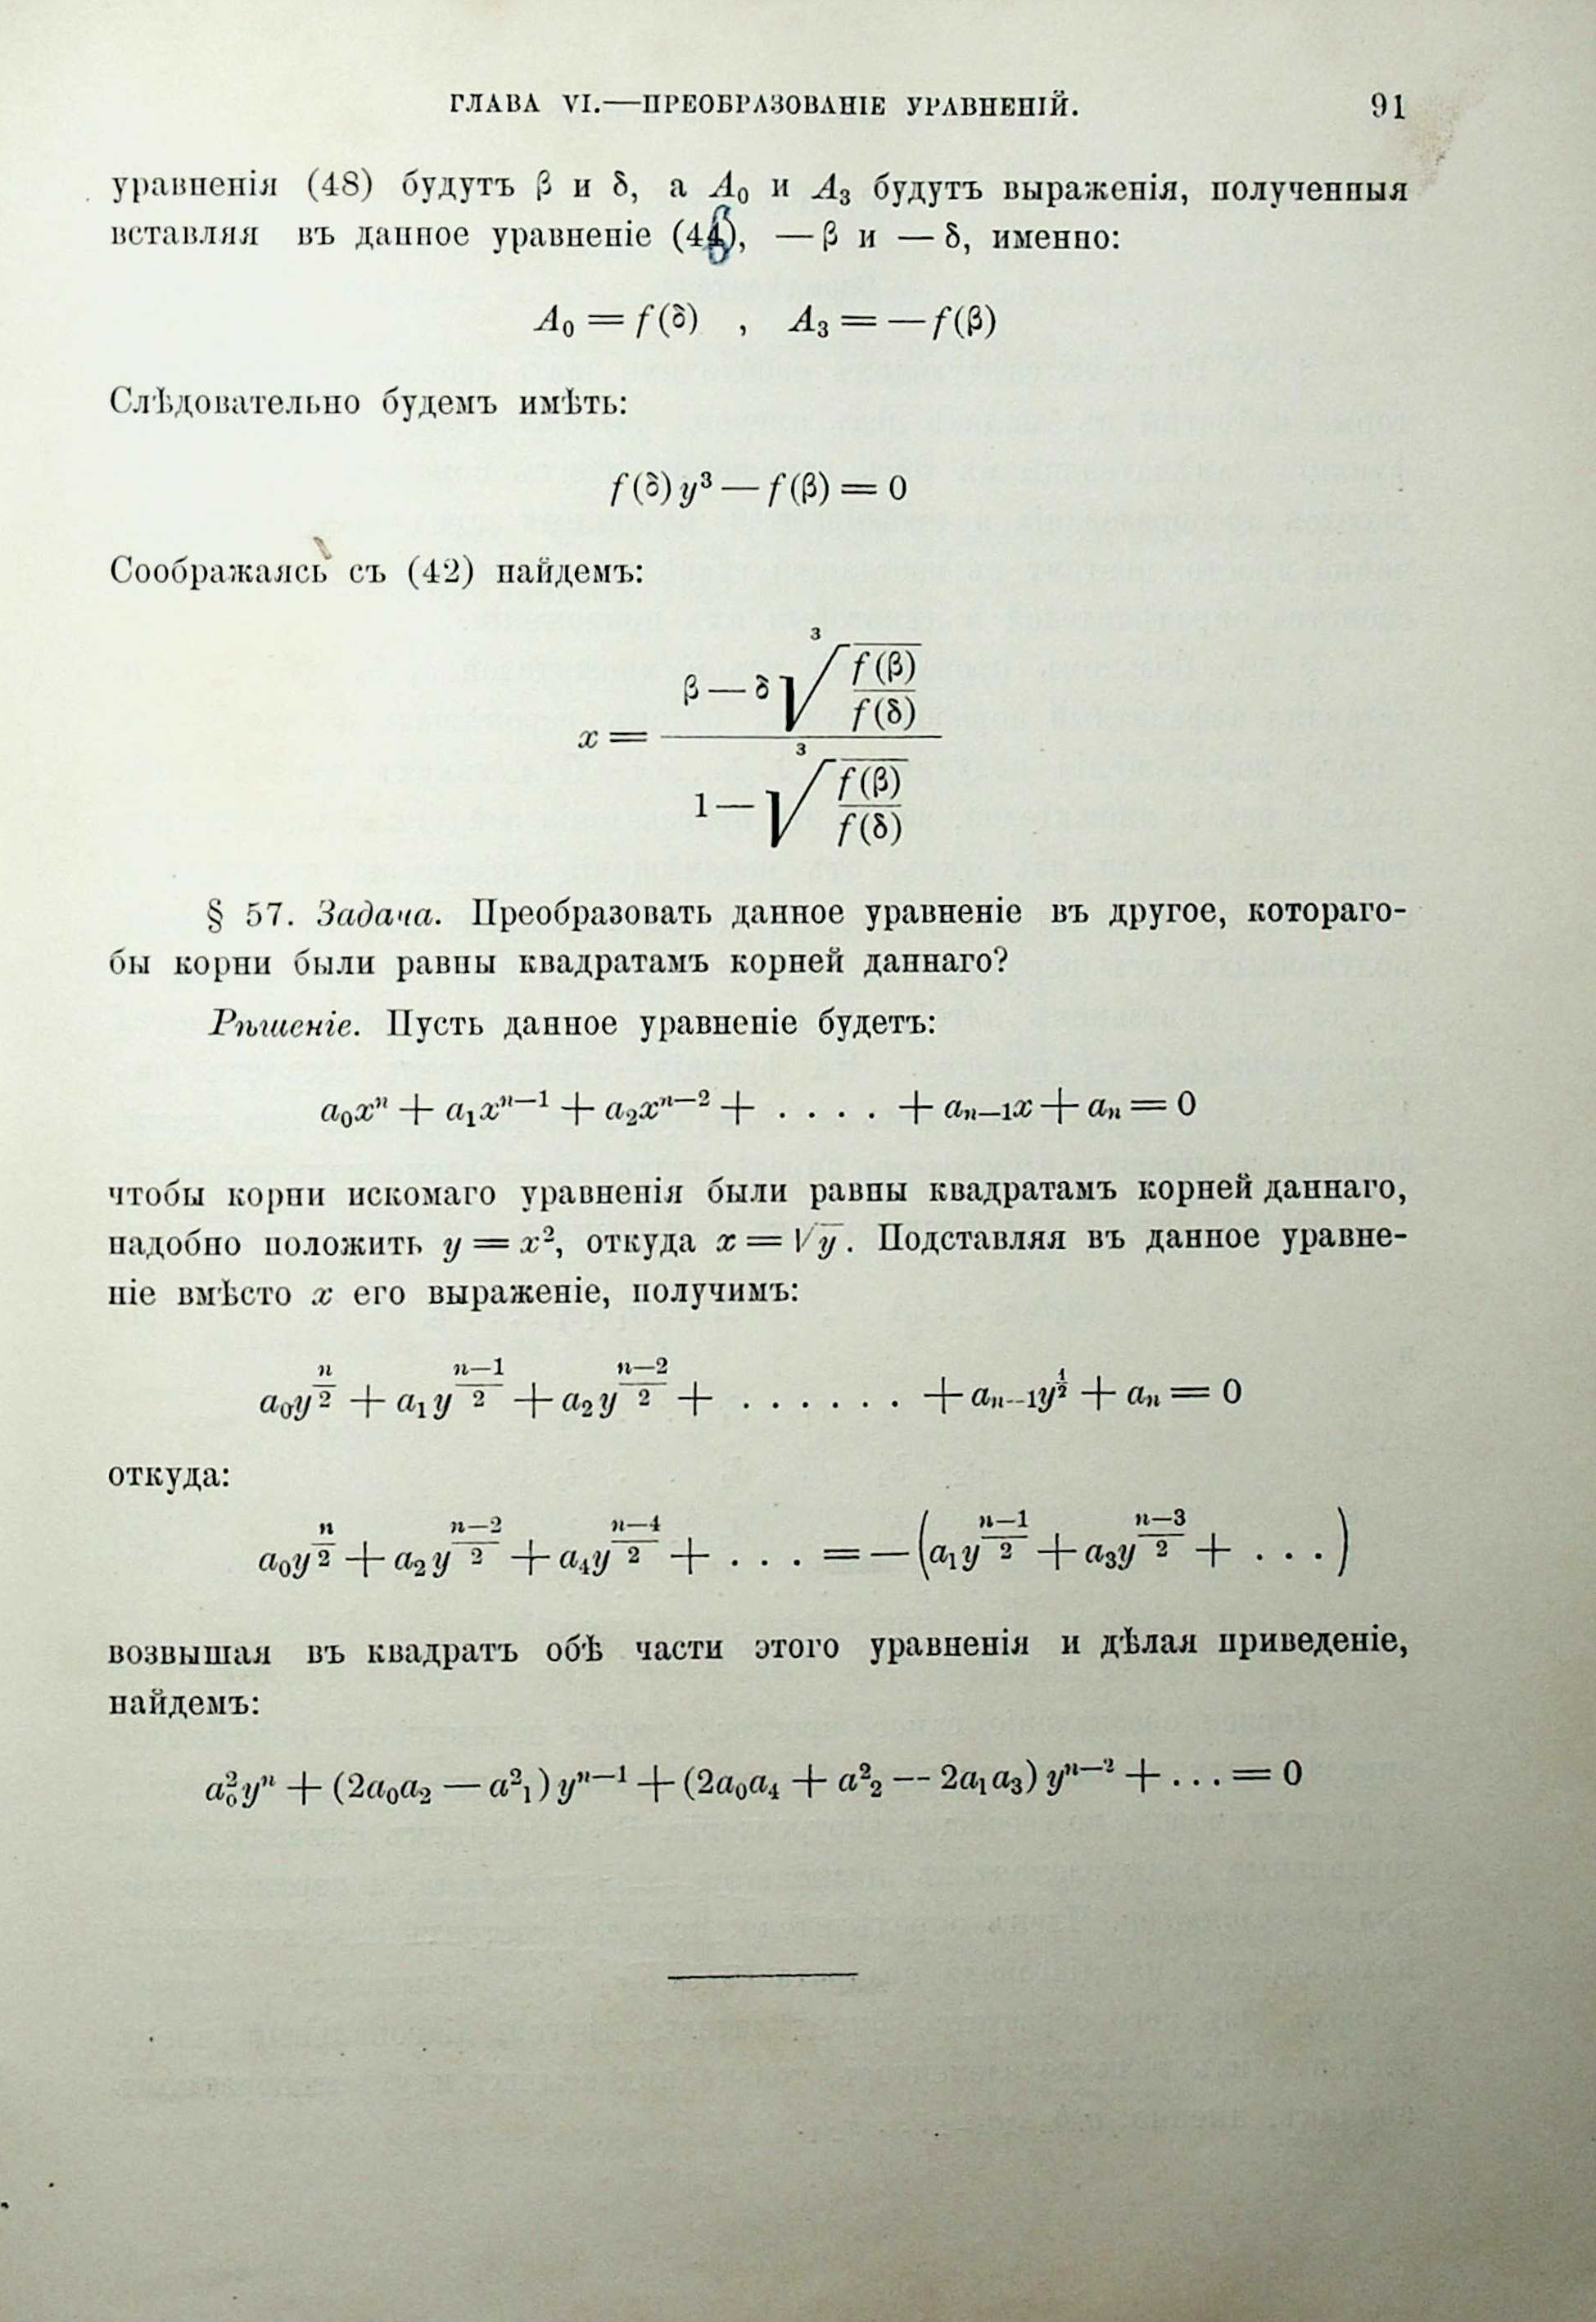 ГЛАВА VI.—ПРЕОБРАЗОВАНІЕ УРАВНЕНІЙ. 91
уравненія (48) будутъ β и δ, а A₀ и A₃ будутъ выраженія, полученныя
вставляя въ данное уравненіе (46), — β и — δ, именно:
A₀ = f(δ) , A₃ = — f(β)
Слѣдовательно будемъ имѣть:
f(δ) y³ — f(β) = 0
Сообра­жаясь съ (42) найдемъ:
x = (β — δ ∛(f(β)/f(δ))) / (1 — ∛(f(β)/f(δ)))
§ 57. Задача. Преобразовать данное уравненіе въ другое, котораго-
бы корни были равны квадратамъ корней даннаго?
Рѣшеніе. Пусть данное уравненіе будетъ:
a₀xⁿ + a₁xⁿ⁻¹ + a₂xⁿ⁻² + . . . . + aₙ₋₁x + aₙ = 0
чтобы корни искомаго уравненія были равны квадратамъ корней даннаго,
надобно положить y = x², откуда x = √y. Подставляя въ данное уравне-
ніе вмѣсто x его выраженіе, получимъ:
a₀y^(n/2) + a₁y^((n—1)/2) + a₂y^((n—2)/2) + . . . . . . + aₙ₋₁y^(1/2) + aₙ = 0
откуда:
a₀y^(n/2) + a₂y^((n—2)/2) + a₄y^((n—4)/2) + . . . = — (a₁y^((n—1)/2) + a₃y^((n—3)/2) + . . .)
возвышая въ квадратъ обѣ части этого уравненія и дѣлая приведеніе,
найдемъ:
a₀²yⁿ + (2a₀a₂ — a²₁) yⁿ⁻¹ + (2a₀a₄ + a²₂ — 2a₁a₃) yⁿ⁻² + . . . = 0